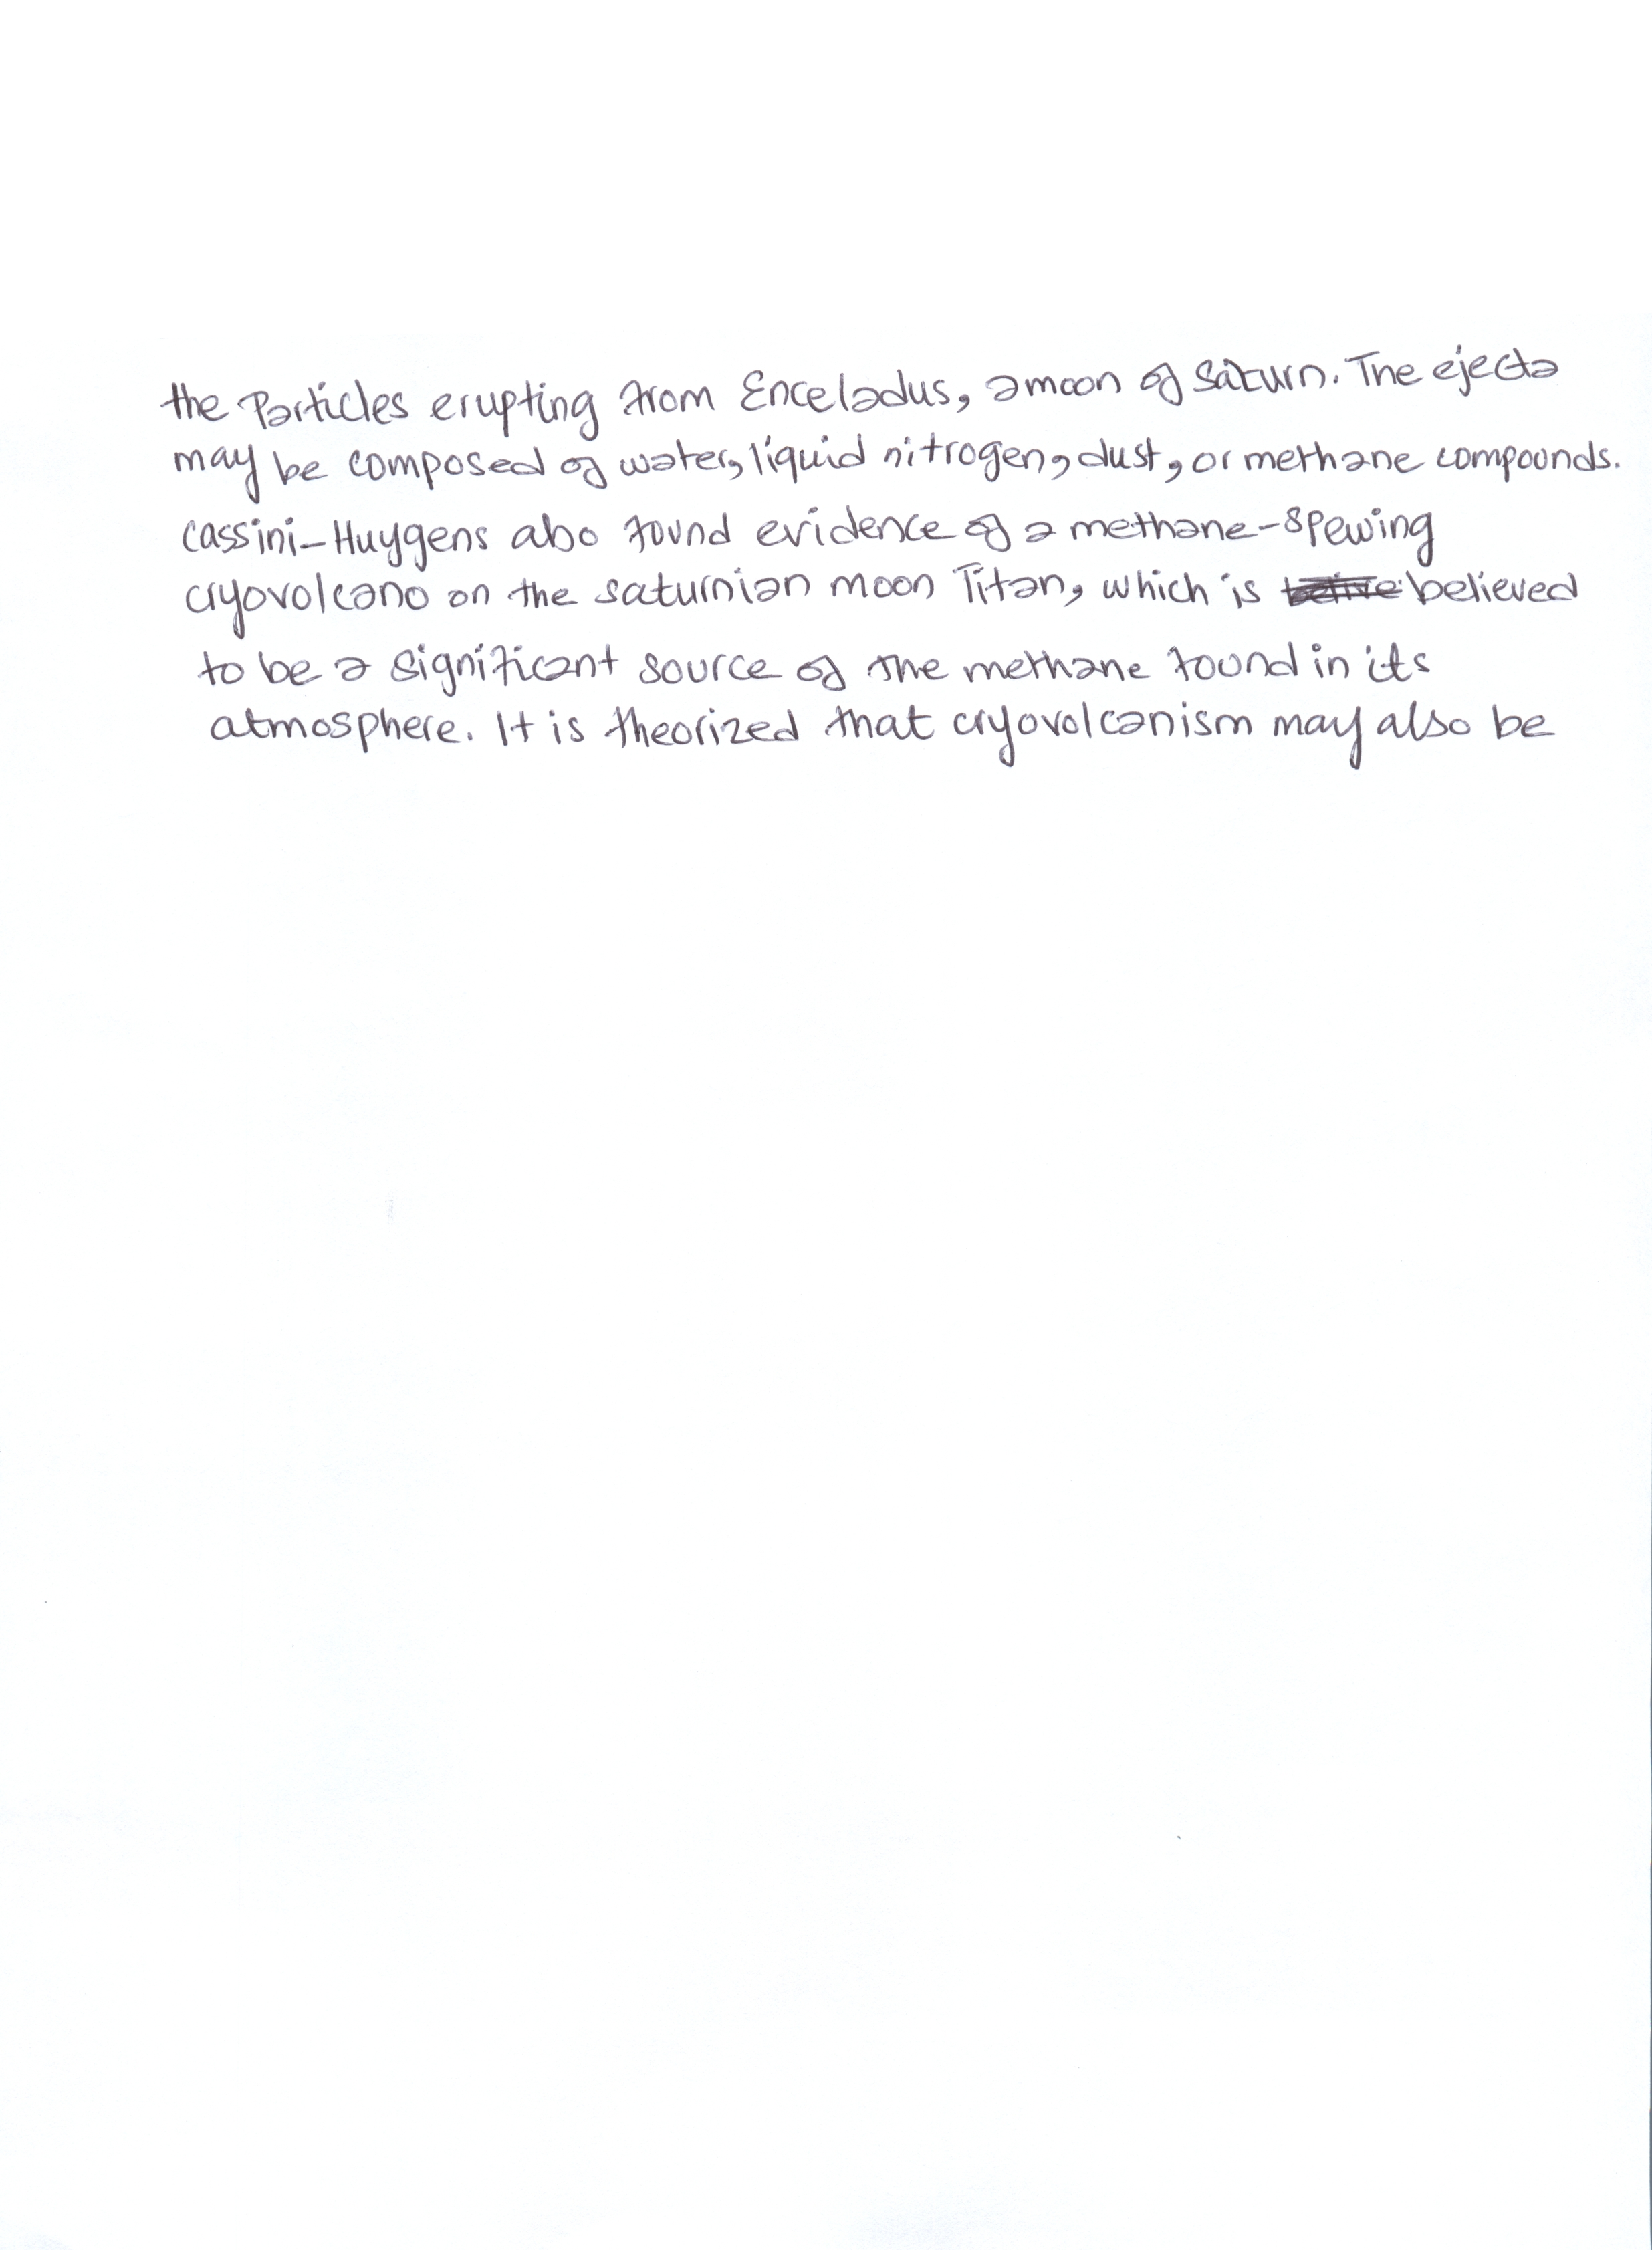 the Particles erupting from Enceladus, a moon of Saturn. The ejecta
may be composed of water, liquid nitrogen, dust, or methane compounds.
Cassini-Huygens also found evidence of a methane-spewing
cryovolcano on the saturnian moon Titan, which is believed
to be a significant source of the methane found in its
atmosphere. It is theorized that cryovolcanism may also be